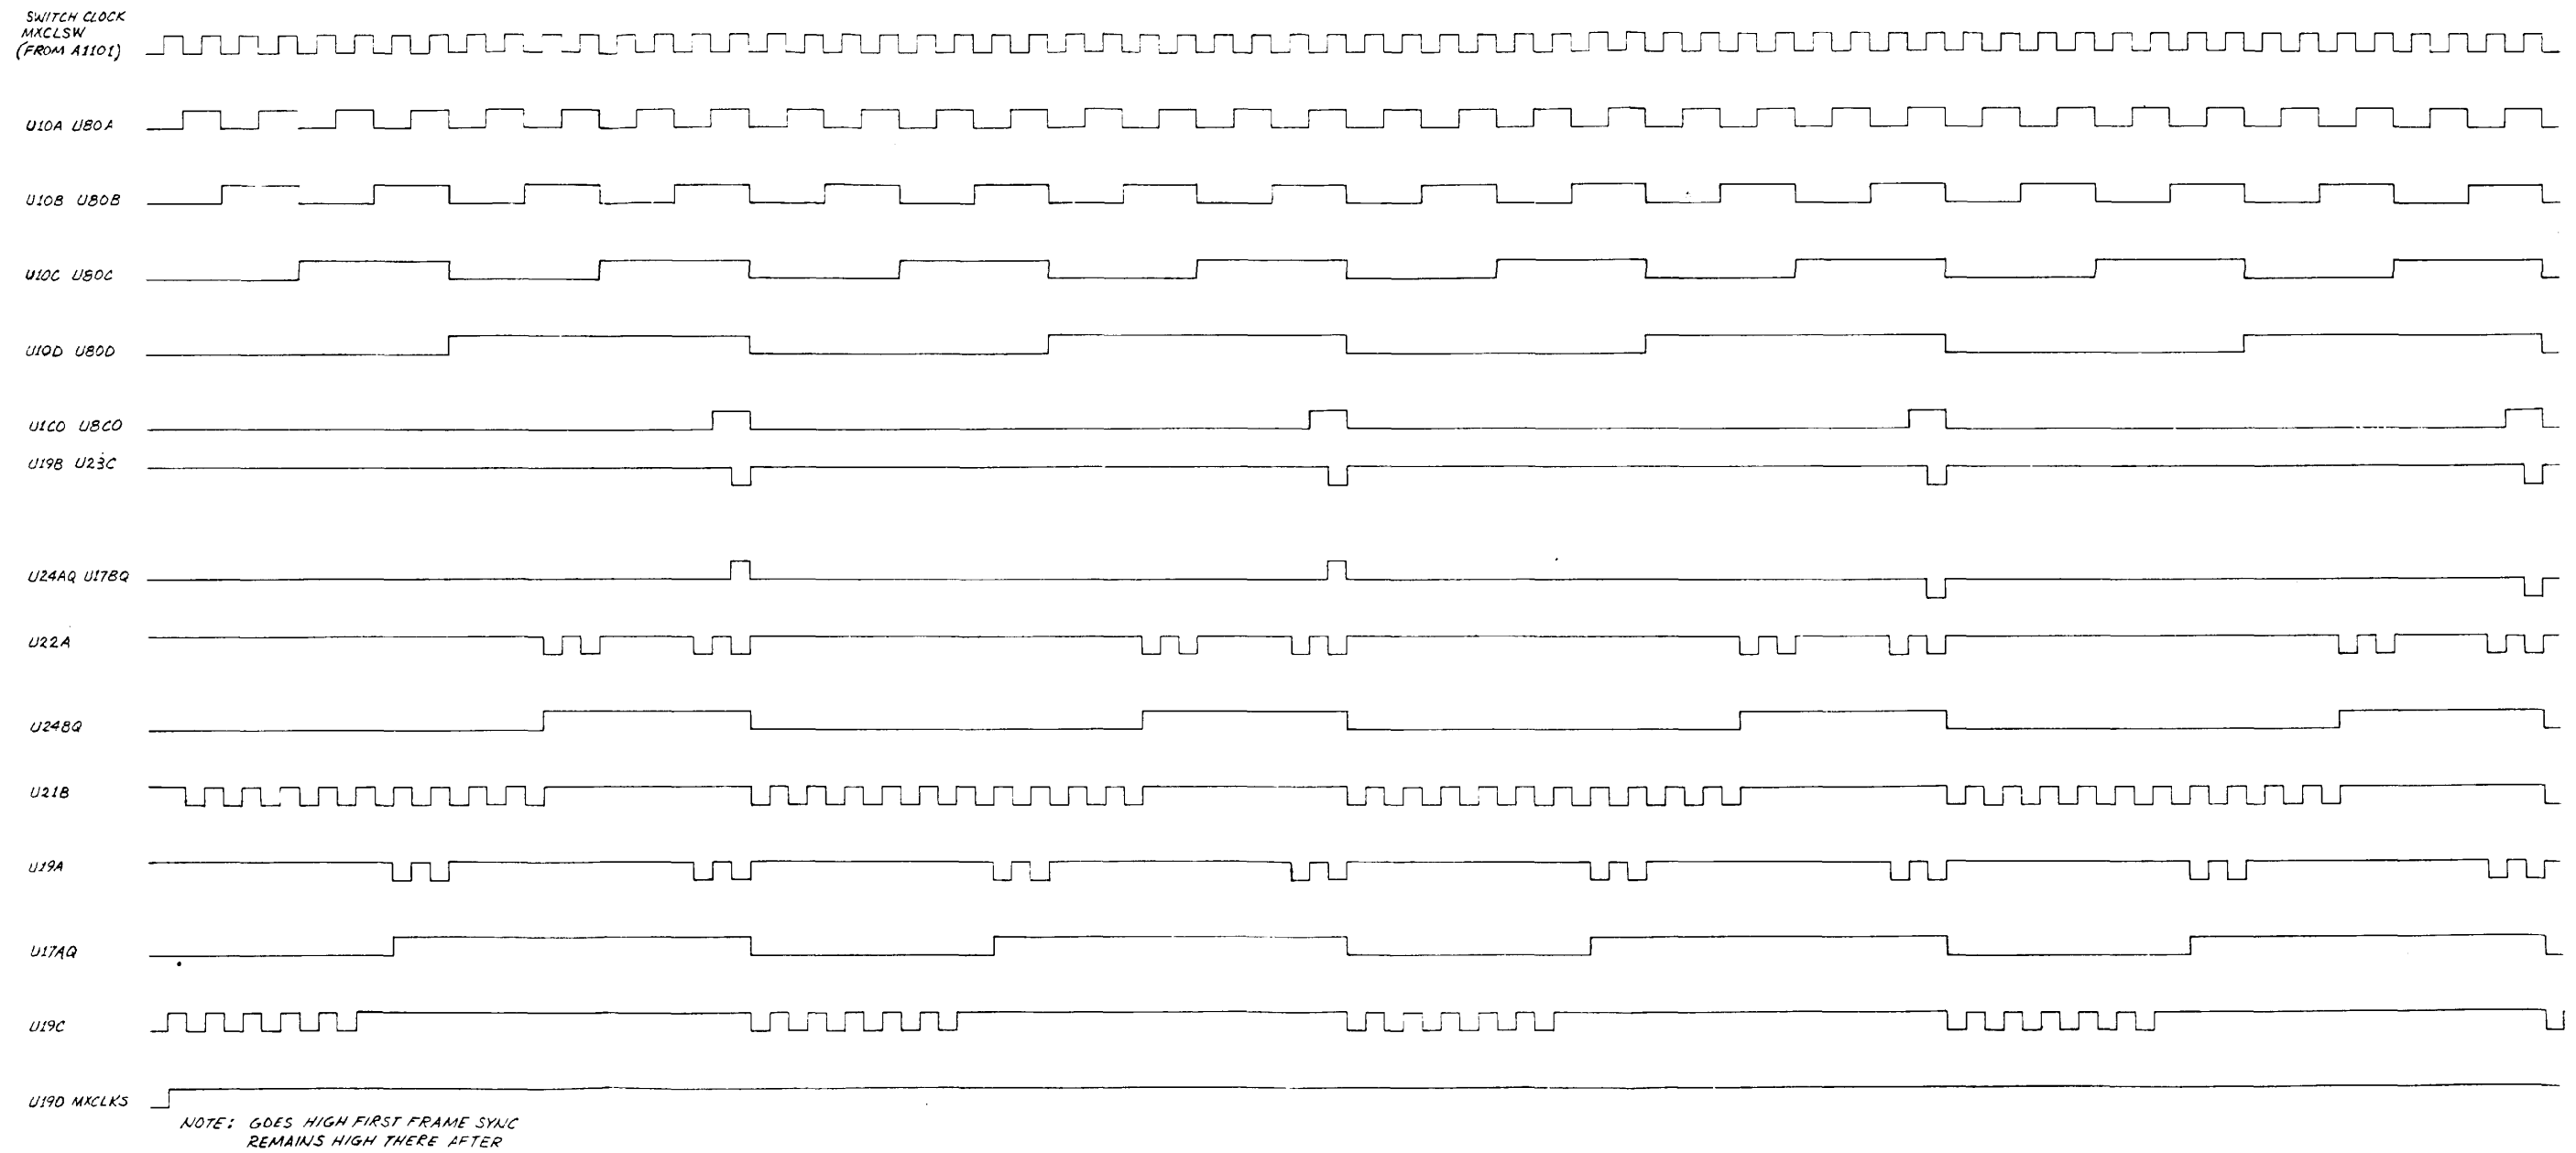 SWITCH CLOCK
MXCLSW
(FROM A1101)
U10A U80A
U10B U80B
U10C U80C
U10D U80D
U1CO U8CO
U19B U23C
U24AQ U17BQ
U22A
U24BQ
U21B
U19A
U17AQ
U19C
U19D MXCLKS
NOTE: GOES HIGH FIRST FRAME SYNC
REMAINS HIGH THERE AFTER